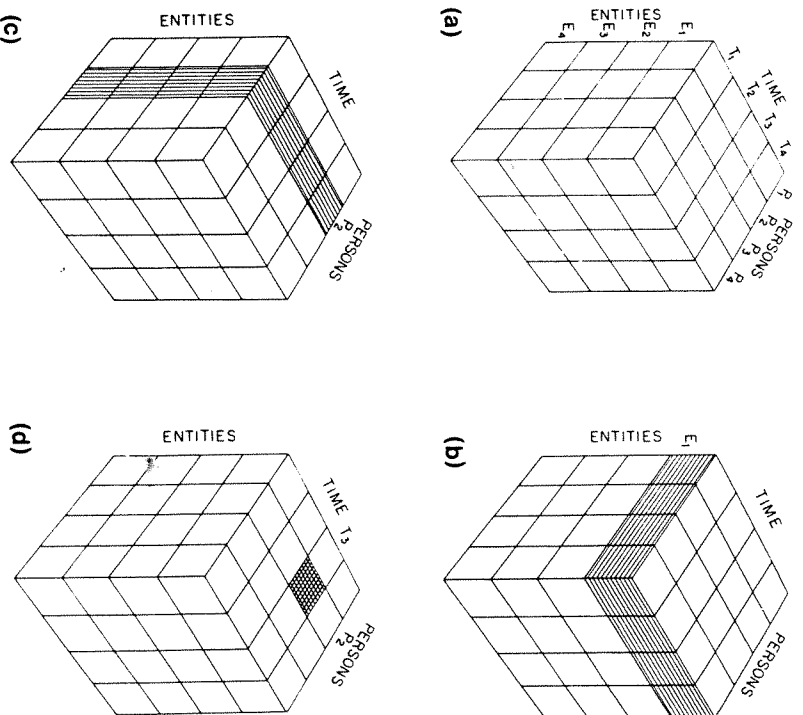 (a)
ENTITIES
E1
E2
E3
E4
TIME
T1
T2
T3
T4
PERSONS
P1
P2
P3
P4
(b)
ENTITIES
E1
TIME
PERSONS
(c)
ENTITIES
TIME
PERSONS
P2
(d)
ENTITIES
TIME
T3
PERSONS
P2